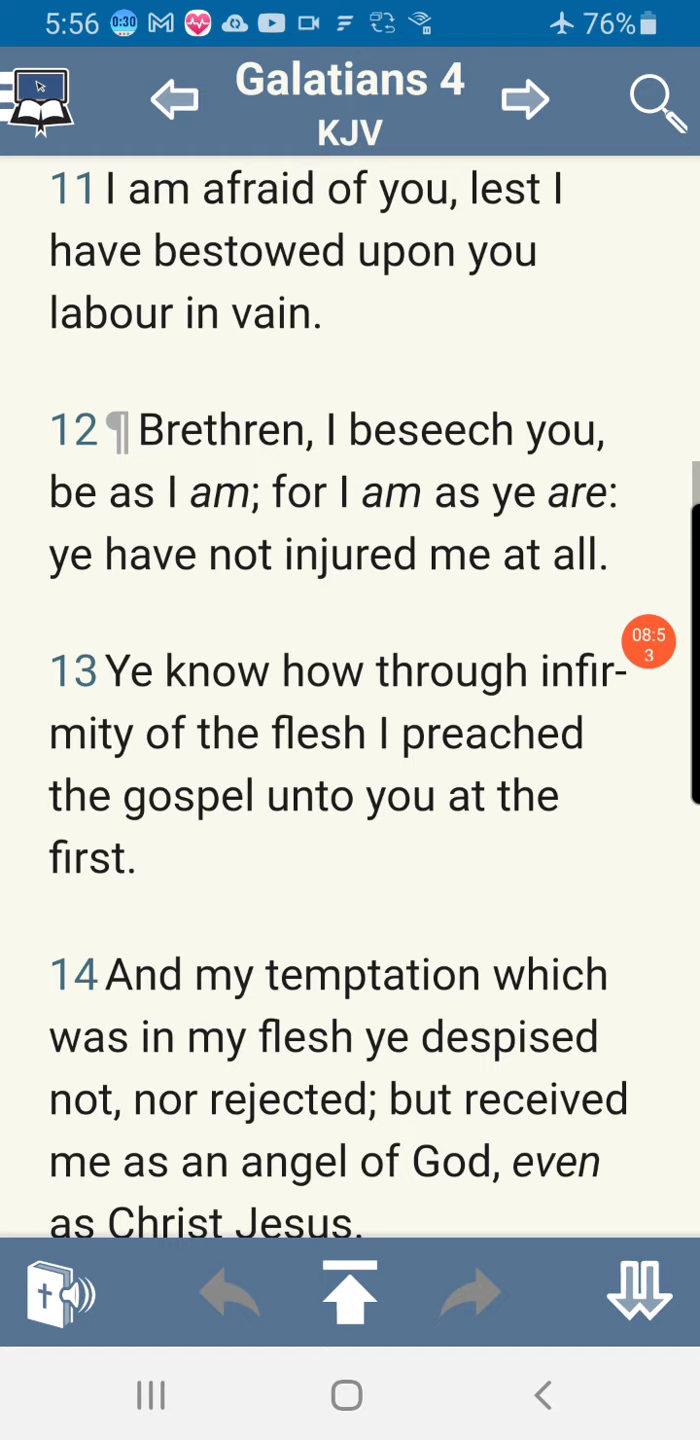 5:56 0:30 76%
Galatians 4
KJV
11 I am afraid of you, lest I
have bestowed upon you
labour in vain.
12 ¶ Brethren, I beseech you,
be as I am; for I am as ye are:
ye have not injured me at all.
08:5
3
13 Ye know how through infir-
mity of the flesh I preached
the gospel unto you at the
first.
14 And my temptation which
was in my flesh ye despised
not, nor rejected; but received
me as an angel of God, even
as Christ Jesus.